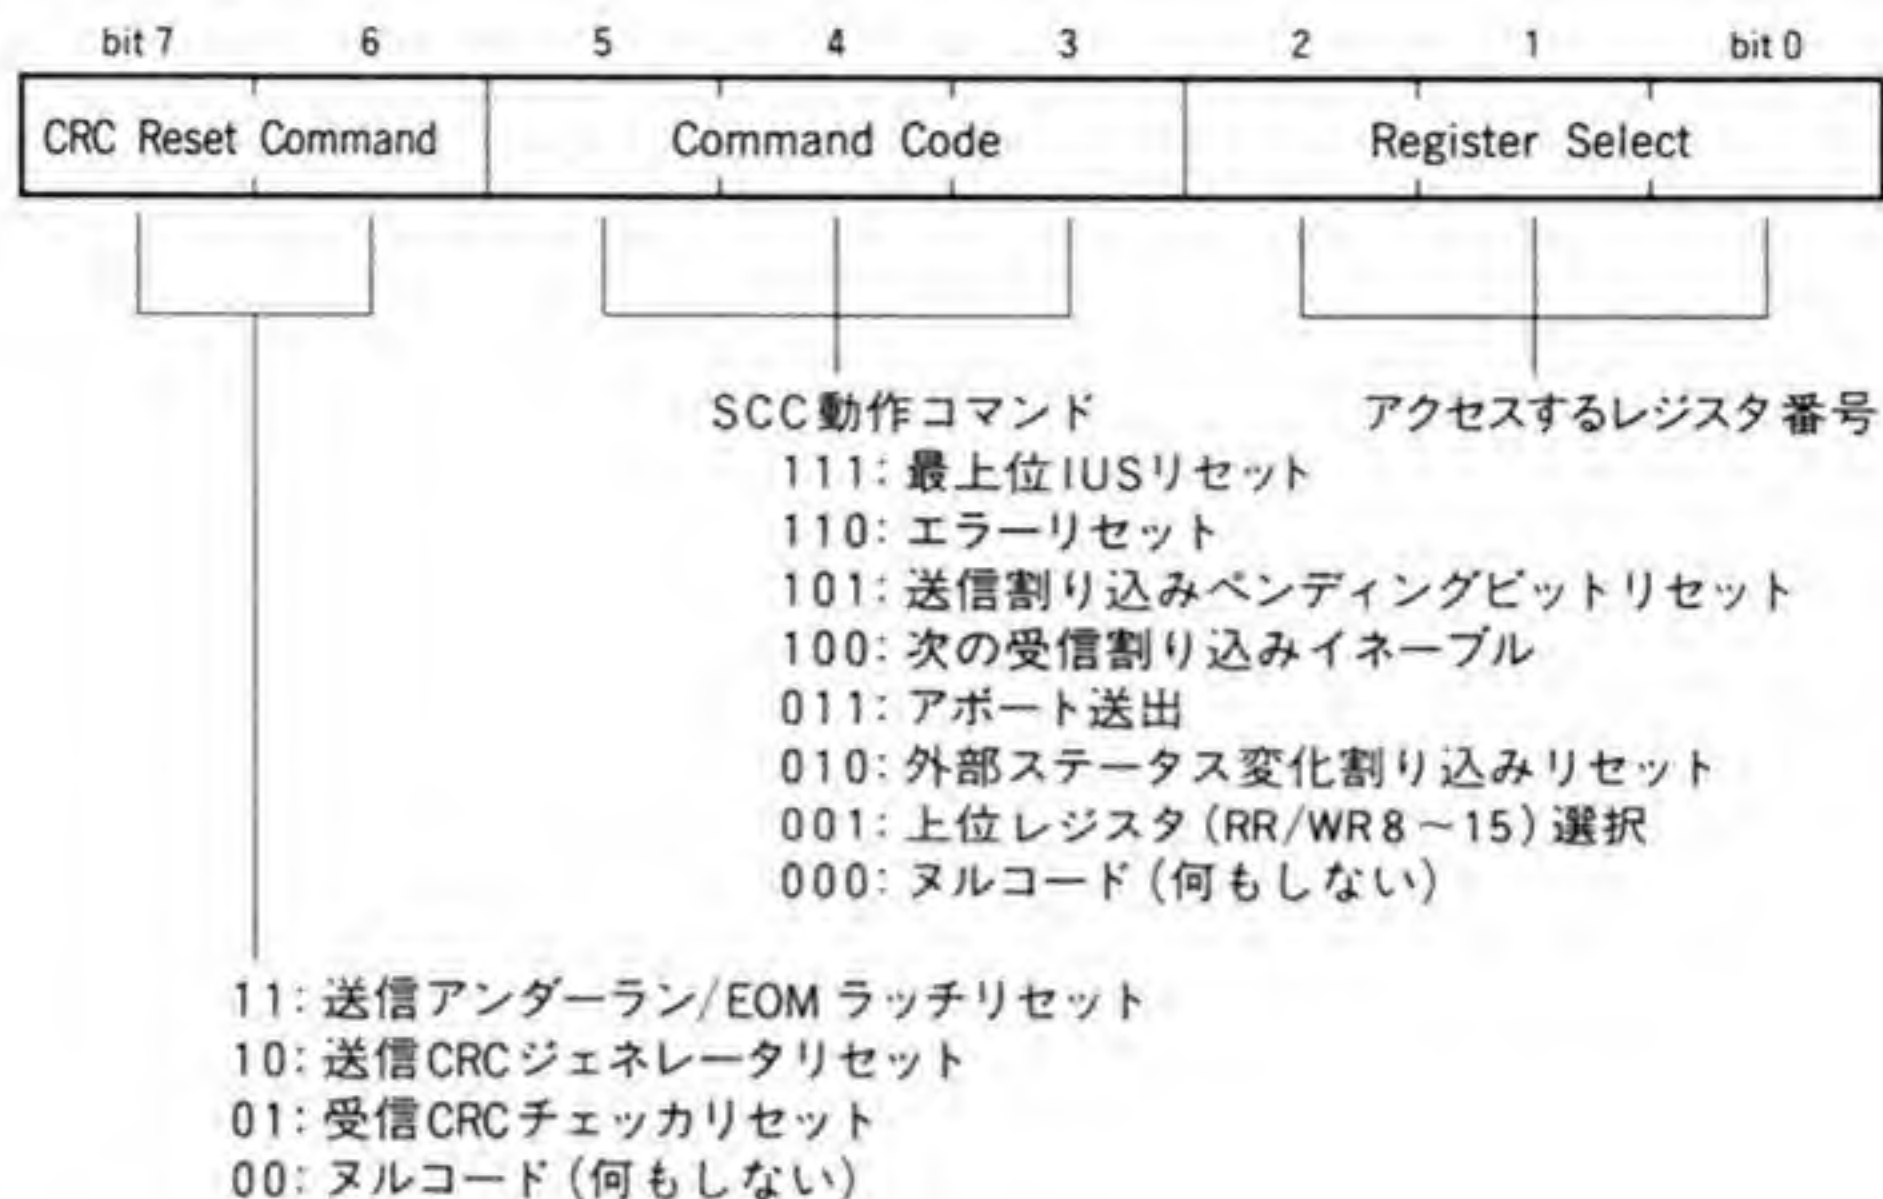 bit 7 6 5 4 3 2 1 bit 0
CRC Reset Command Command Code Register Select
SCC動作コマンド アクセスするレジスタ番号
111: 最上位IUSリセット
110: エラーリセット
101: 送信割り込みペンディングビットリセット
100: 次の受信割り込みイネーブル
011: アボート送出
010: 外部ステータス変化割り込みリセット
001: 上位レジスタ(RR/WR8～15)選択
000: ヌルコード(何もしない)
11: 送信アンダーラン/EOMラッチリセット
10: 送信CRCジェネレータリセット
01: 受信CRCチェッカリセット
00: ヌルコード(何もしない)